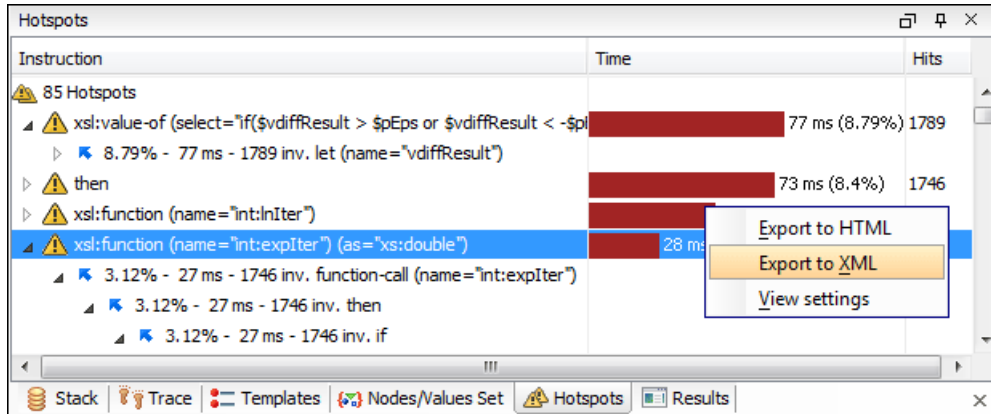 Hotspots
Instruction Time Hits
85 Hotspots
xsl:value-of (select="if($vdiffResult > $pEps or $vdiffResult < -$p 77 ms (8.79%) 1789
8.79% - 77 ms - 1789 inv. let (name="vdiffResult")
then 73 ms (8.4%) 1746
xsl:function (name="int:lnIter")
xsl:function (name="int:expIter") (as="xs:double") 28 ms
3.12% - 27 ms - 1746 inv. function-call (name="int:expIter")
3.12% - 27 ms - 1746 inv. then
3.12% - 27 ms - 1746 inv. if
Export to HTML
Export to XML
View settings
Stack Trace Templates Nodes/Values Set Hotspots Results